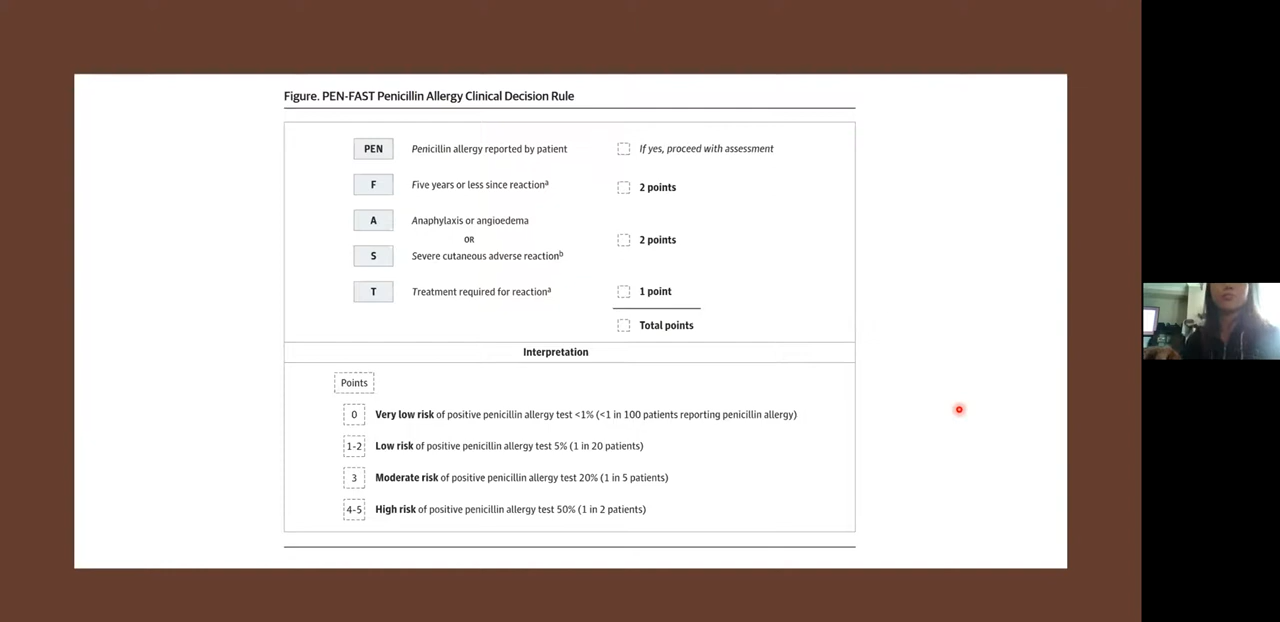 Figure. PEN-FAST Penicillin Allergy Clinical Decision Rule
PEN Penicillin allergy reported by patient If yes, proceed with assessment
F Five years or less since reactionᵃ 2 points
A Anaphylaxis or angioedema
OR 2 points
S Severe cutaneous adverse reactionᵇ
T Treatment required for reactionᵃ 1 point
Total points
Interpretation
Points
0 Very low risk of positive penicillin allergy test <1% (<1 in 100 patients reporting penicillin allergy)
1-2 Low risk of positive penicillin allergy test 5% (1 in 20 patients)
3 Moderate risk of positive penicillin allergy test 20% (1 in 5 patients)
4-5 High risk of positive penicillin allergy test 50% (1 in 2 patients)